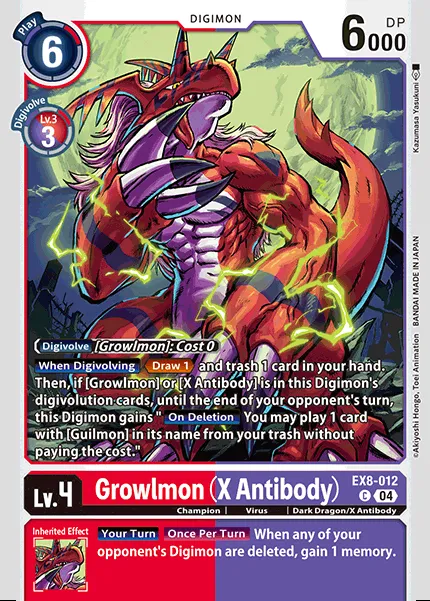 Play
6
DIGIMON
6000
DP
Digivolve
Lv.3
3
Kazumasa Yasukuni
©Akiyoshi Hongo, Toei Animation BANDAI MADE IN JAPAN
Digivolve [Growlmon]: Cost 0
When Digivolving Draw 1 and trash 1 card in your hand.
Then, if [Growlmon] or [X Antibody] is in this Digimon's
digivolution cards, until the end of your opponent's turn,
this Digimon gains " On Deletion You may play 1 card
with [Guilmon] in its name from your trash without
paying the cost."
Lv.4
Growlmon (X Antibody)
EX8-012
C 04
Champion | Virus | Dark Dragon/X Antibody
Inherited Effect
Your Turn Once Per Turn When any of your
opponent's Digimon are deleted, gain 1 memory.